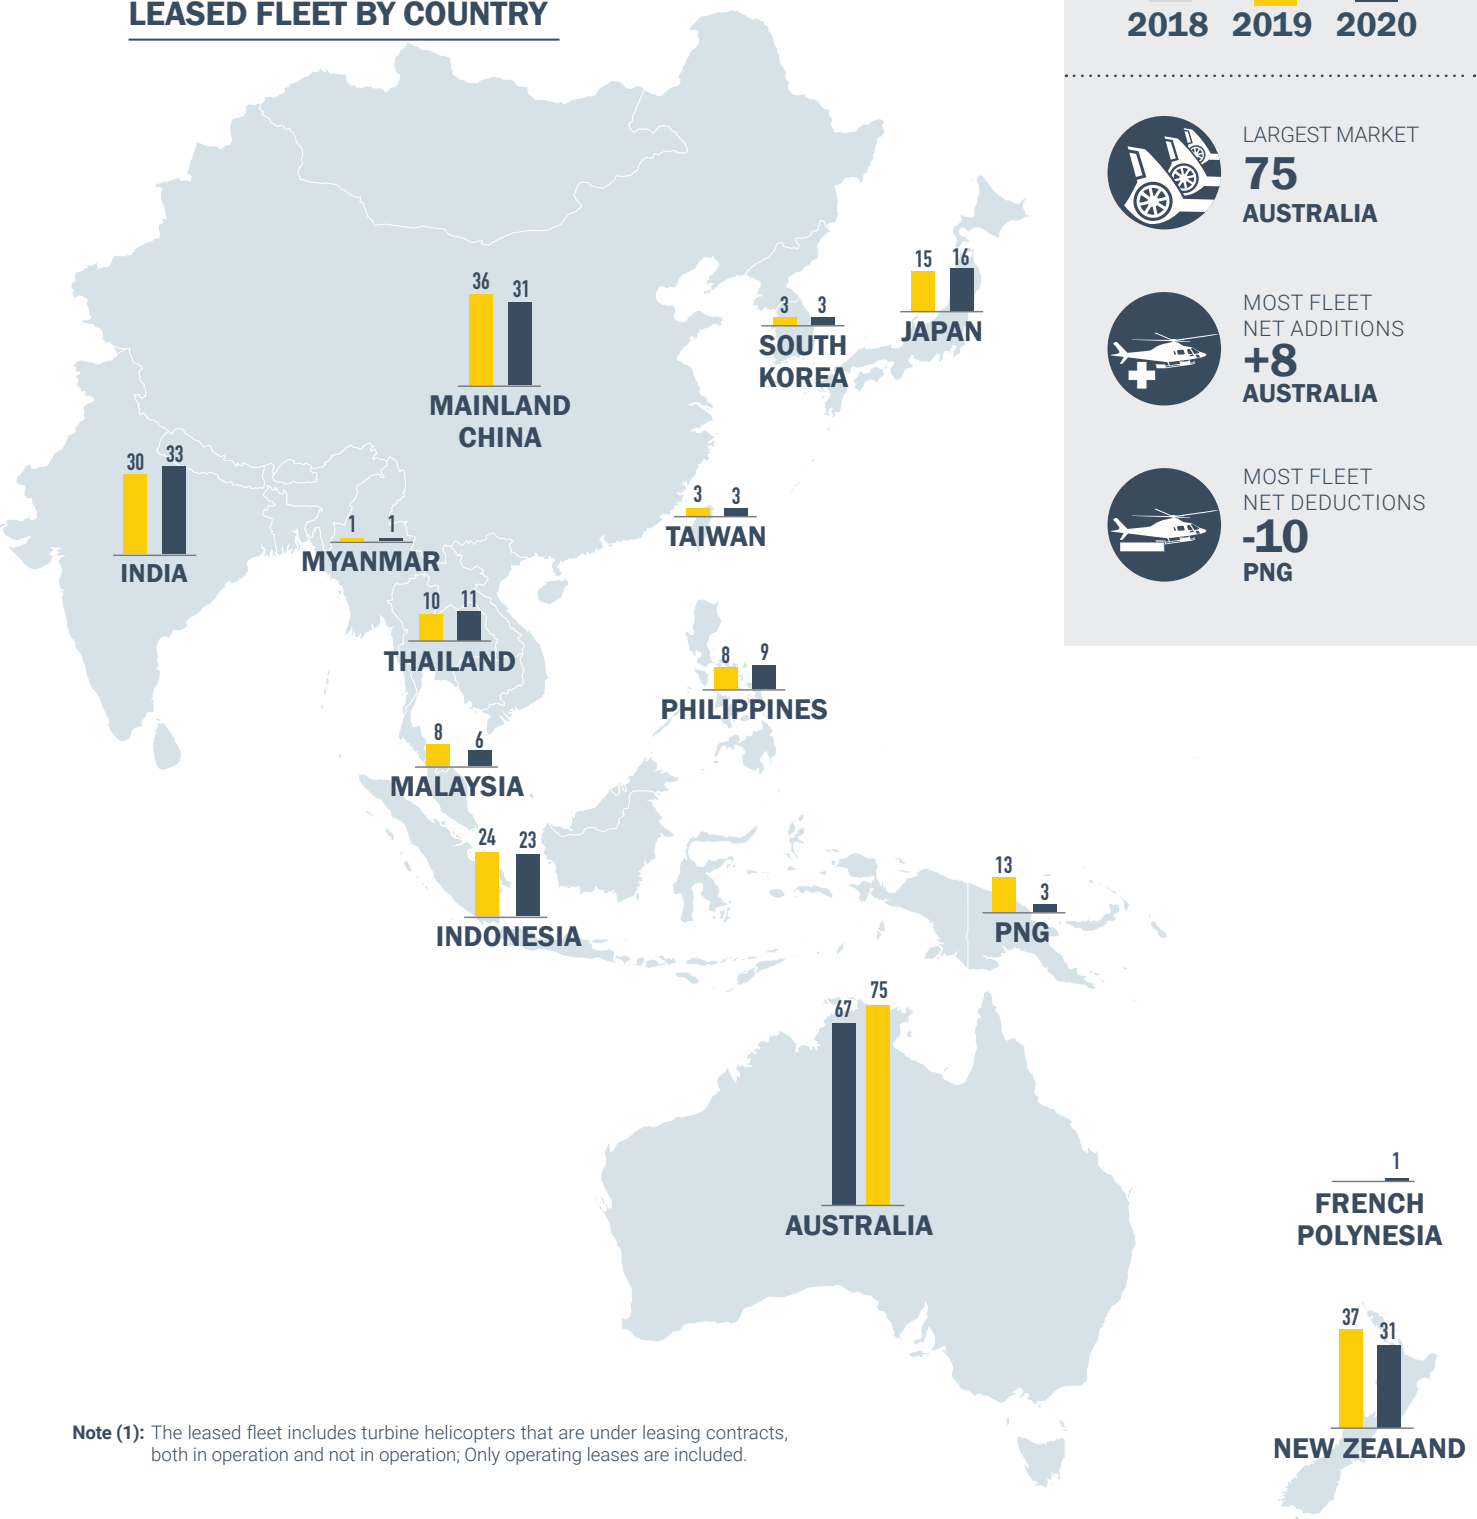 LEASED FLEET BY COUNTRY
2018 2019 2020
LARGEST MARKET
75
AUSTRALIA
MOST FLEET
NET ADDITIONS
+8
AUSTRALIA
MOST FLEET
NET DEDUCTIONS
-10
PNG
36 31
MAINLAND
CHINA
3 3
SOUTH
KOREA
15 16
JAPAN
30 33
INDIA
1 1
MYANMAR
3 3
TAIWAN
10 11
THAILAND
8 9
PHILIPPINES
8 6
MALAYSIA
24 23
INDONESIA
13 3
PNG
67 75
AUSTRALIA
1
FRENCH
POLYNESIA
37 31
NEW ZEALAND
Note (1): The leased fleet includes turbine helicopters that are under leasing contracts,
both in operation and not in operation; Only operating leases are included.